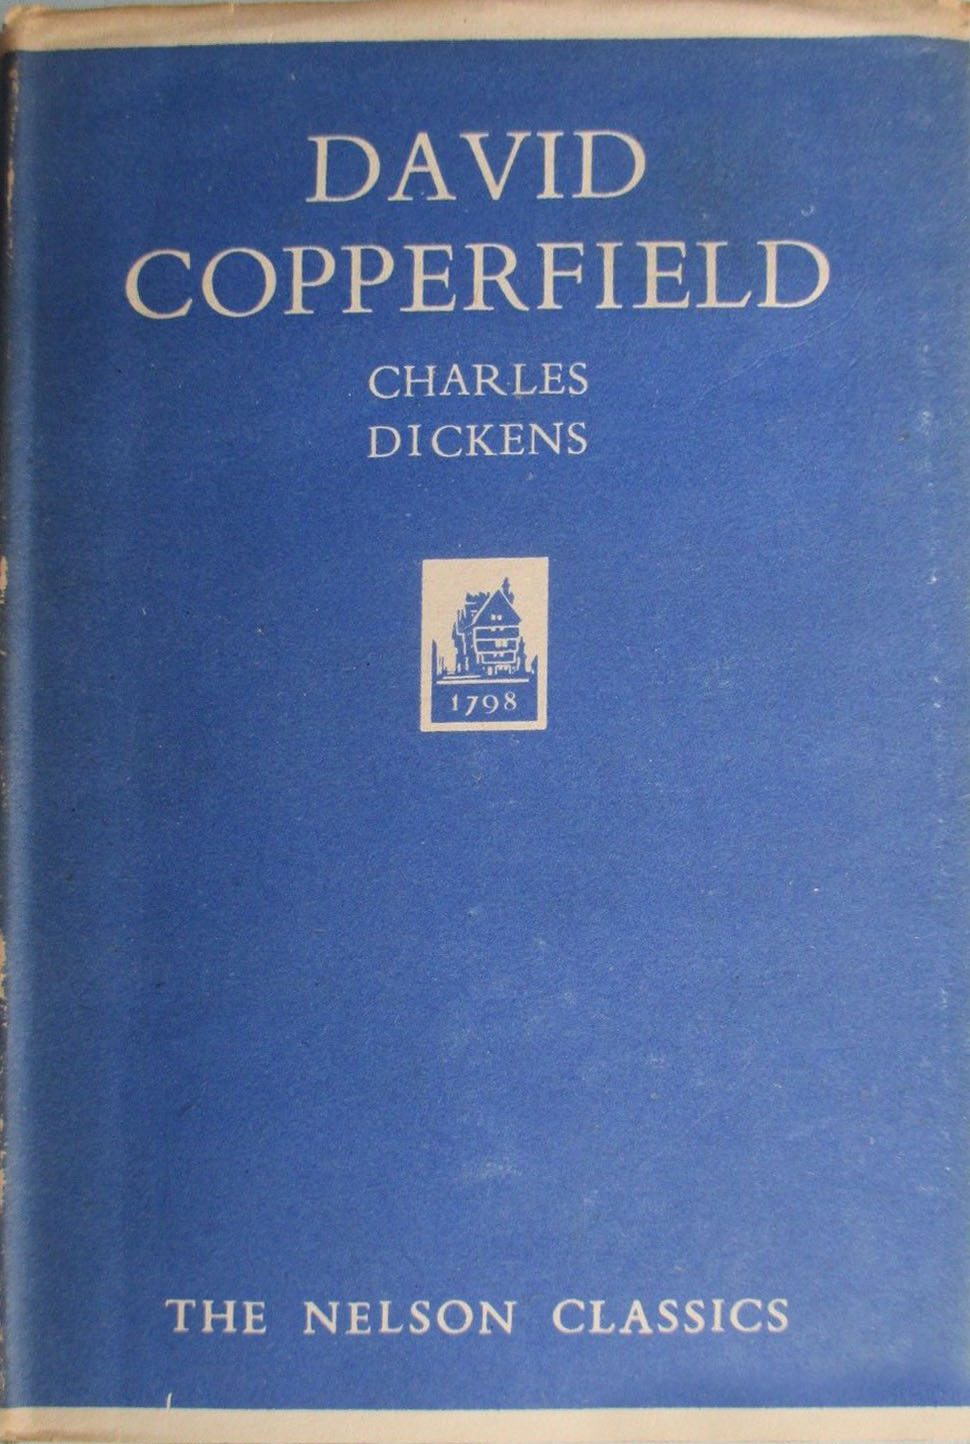 DAVID
COPPERFIELD
CHARLES
DICKENS
1798
THE NELSON CLASSICS